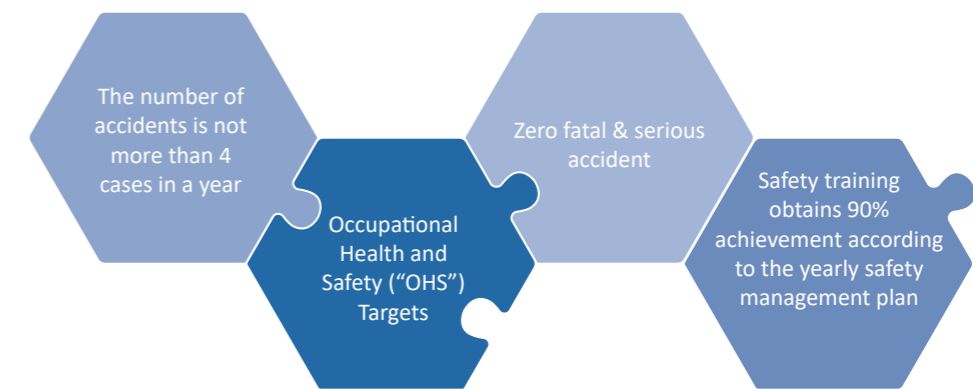 The number of
accidents is not
more than 4
cases in a year
Occupational
Health and
Safety (“OHS”)
Targets
Zero fatal & serious
accident
Safety training
obtains 90%
achievement according
to the yearly safety
management plan